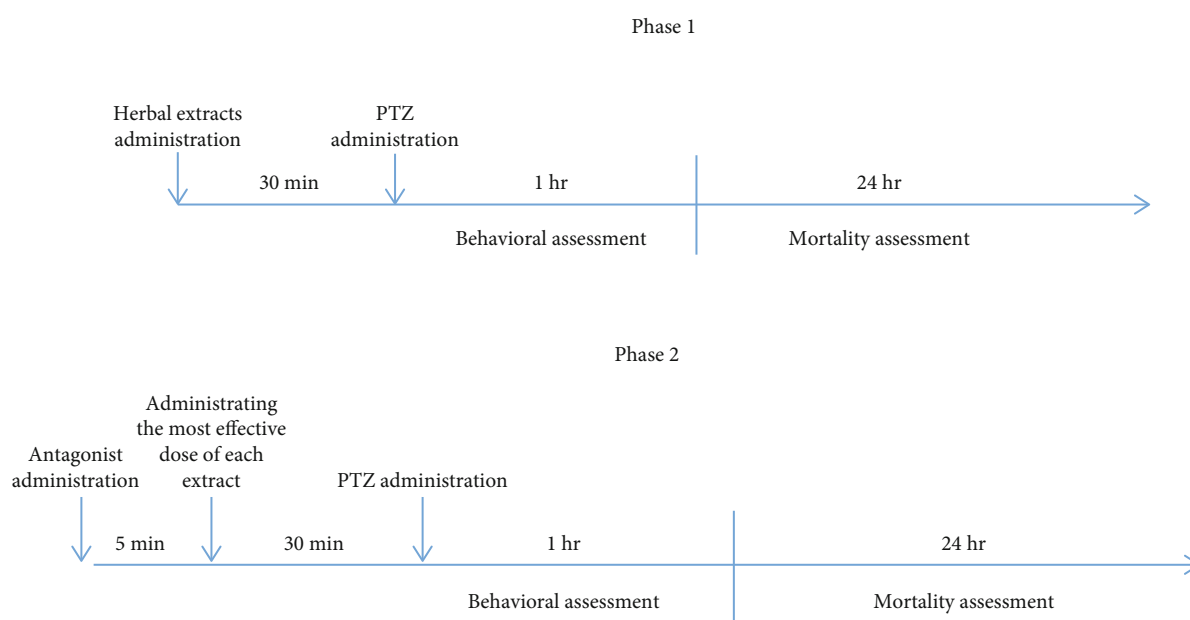 Phase 1
Herbal extracts
administration
PTZ
administration
30 min
1 hr
24 hr
Behavioral assessment
Mortality assessment
Phase 2
Antagonist
administration
Administrating
the most effective
dose of each
extract
PTZ administration
5 min
30 min
1 hr
24 hr
Behavioral assessment
Mortality assessment